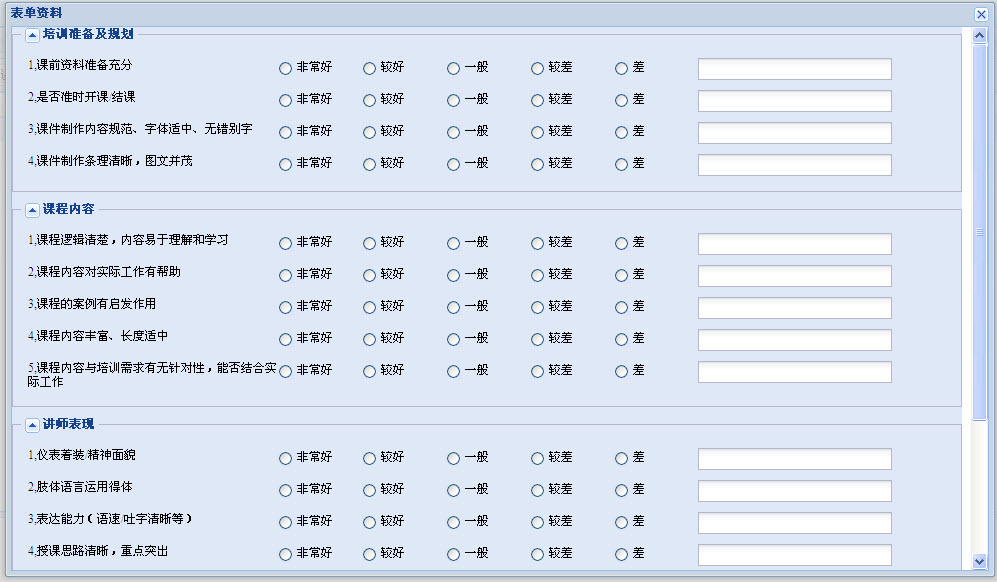 表单资料
培训准备及规划
1,课前资料准备充分 非常好 较好 一般 较差 差
2,是否准时开课/结课 非常好 较好 一般 较差 差
3,课件制作内容规范、字体适中、无错别字 非常好 较好 一般 较差 差
4,课件制作条理清晰，图文并茂 非常好 较好 一般 较差 差
课程内容
1,课程逻辑清楚，内容易于理解和学习 非常好 较好 一般 较差 差
2,课程内容对实际工作有帮助 非常好 较好 一般 较差 差
3,课程的案例有启发作用 非常好 较好 一般 较差 差
4,课程内容丰富、长度适中 非常好 较好 一般 较差 差
5,课程内容与培训需求有无针对性，能否结合实 非常好 较好 一般 较差 差
际工作
讲师表现
1,仪表着装/精神面貌 非常好 较好 一般 较差 差
2,肢体语言运用得体 非常好 较好 一般 较差 差
3,表达能力（语速/吐字清晰等） 非常好 较好 一般 较差 差
4,授课思路清晰，重点突出 非常好 较好 一般 较差 差